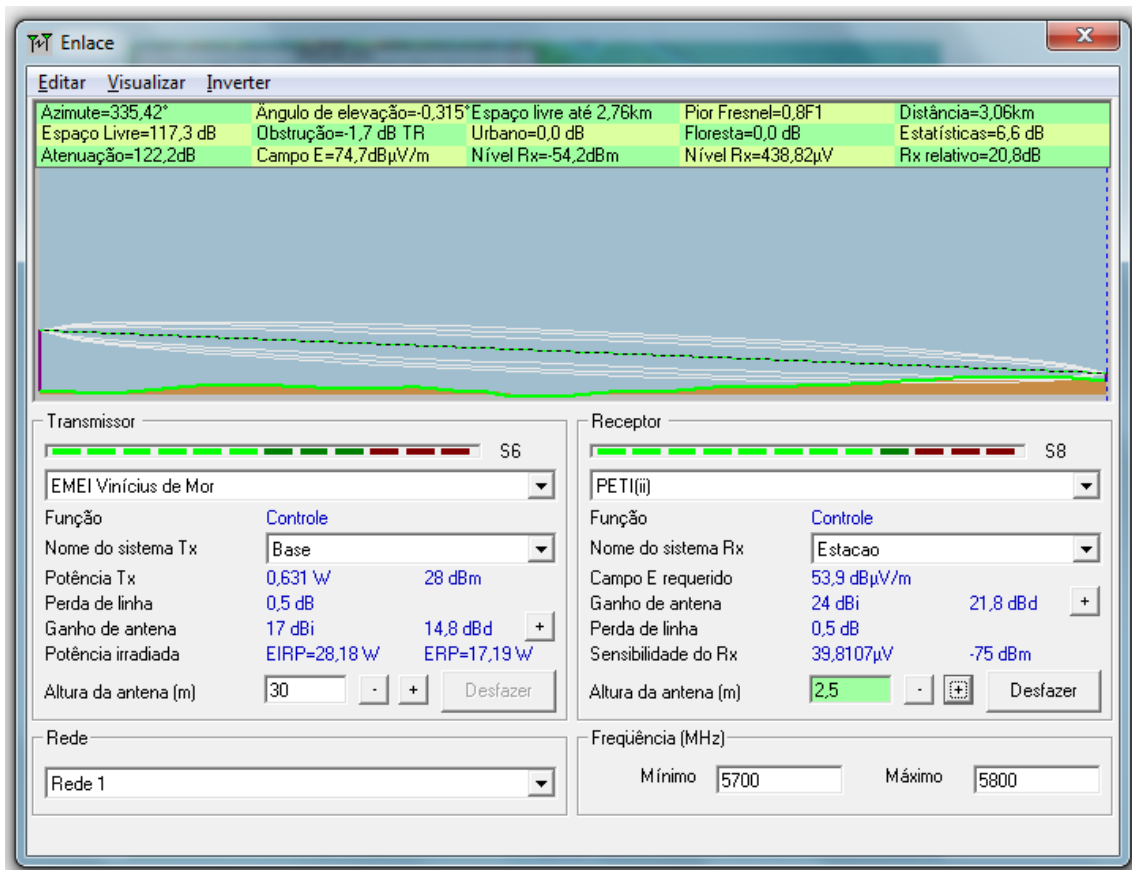 Enlace
Editar Visualizar Inverter
Azimute=335,42° Ângulo de elevação=-0,315° Espaço livre até 2,76km Pior Fresnel=0,8F1 Distância=3,06km
Espaço Livre=117,3 dB Obstrução=-1,7 dB TR Urbano=0,0 dB Floresta=0,0 dB Estatísticas=6,6 dB
Atenuação=122,2dB Campo E=74,7dBµV/m Nível Rx=-54,2dBm Nível Rx=438,82µV Rx relativo=20,8dB
Transmissor
S6
EMEI Vinícius de Mor
Função Controle
Nome do sistema Tx Base
Potência Tx 0,631 W 28 dBm
Perda de linha 0,5 dB
Ganho de antena 17 dBi 14,8 dBd +
Potência irradiada EIRP=28,18 W ERP=17,19 W
Altura da antena (m) 30 - + Desfazer
Receptor
S8
PETI(ii)
Função Controle
Nome do sistema Rx Estacao
Campo E requerido 53,9 dBµV/m
Ganho de antena 24 dBi 21,8 dBd +
Perda de linha 0,5 dB
Sensibilidade do Rx 39,8107µV -75 dBm
Altura da antena (m) 2,5 - + Desfazer
Rede
Rede 1
Freqüência (MHz)
Mínimo 5700 Máximo 5800